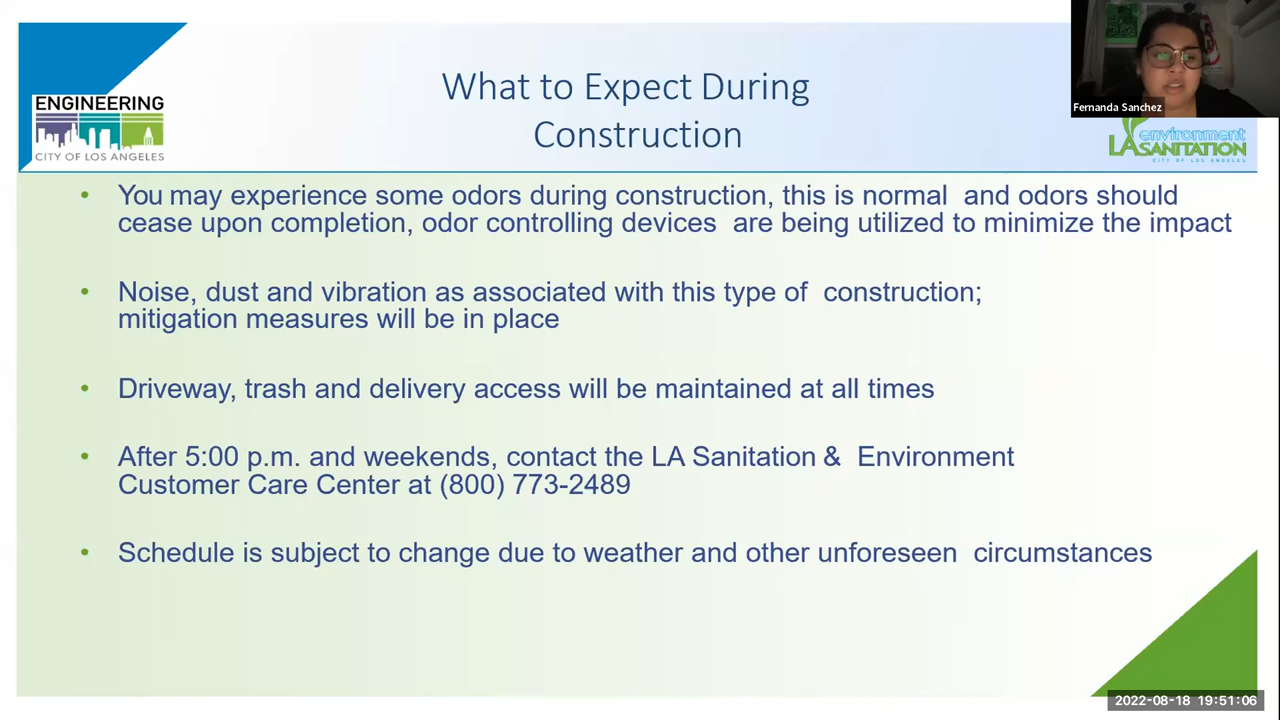 What to Expect During
Construction
Fernanda Sanchez
ENGINEERING
CITY OF LOS ANGELES
environment
LASANITATION
CITY OF LOS ANGELES
• You may experience some odors during construction, this is normal and odors should
cease upon completion, odor controlling devices are being utilized to minimize the impact
• Noise, dust and vibration as associated with this type of construction;
mitigation measures will be in place
• Driveway, trash and delivery access will be maintained at all times
• After 5:00 p.m. and weekends, contact the LA Sanitation & Environment
Customer Care Center at (800) 773-2489
• Schedule is subject to change due to weather and other unforeseen circumstances
2022-08-18 19:51:06